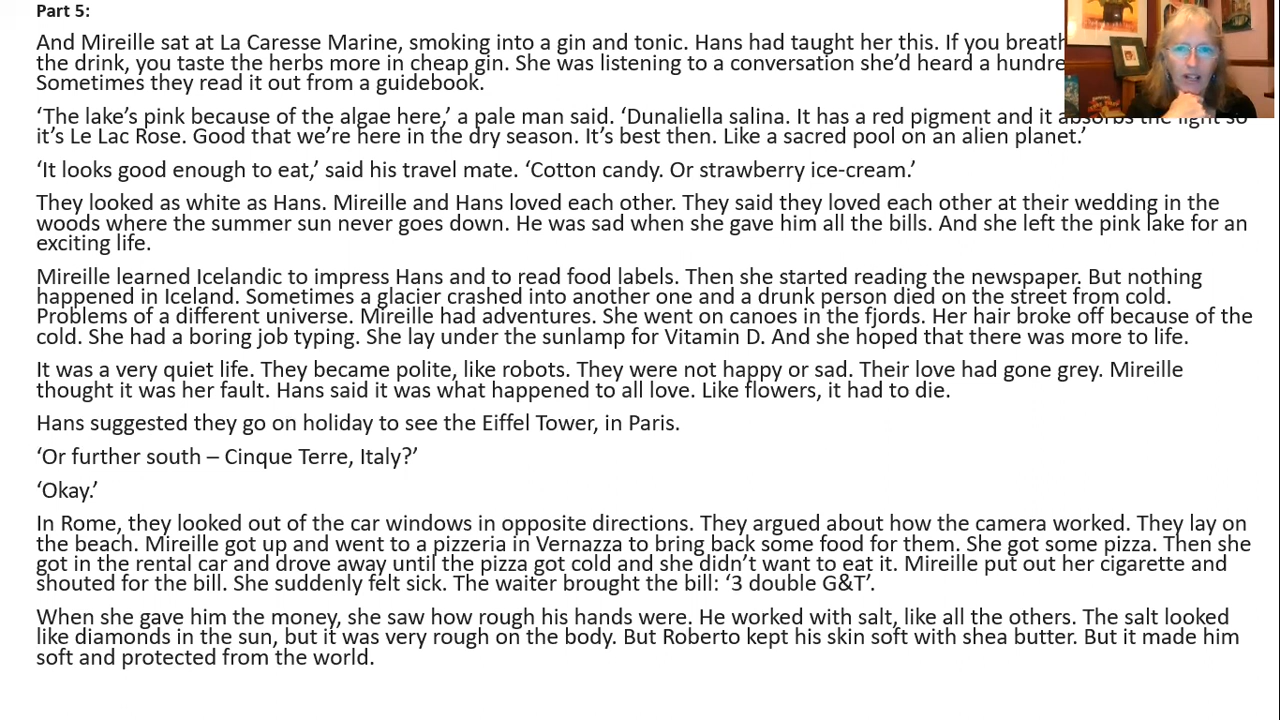 Part 5:
And Mireille sat at La Caresse Marine, smoking into a gin and tonic. Hans had taught her this. If you
the drink, you taste the herbs more in cheap gin. She was listening to a conversation she’d heard a
Sometimes they read it out from a guidebook.
‘The lake’s pink because of the algae here,’ a pale man said. ‘Dunaliella salina. It has a red pigment and it absorbs the light so
it’s Le Lac Rose. Good that we’re here in the dry season. It’s best then. Like a sacred pool on an alien planet.’
‘It looks good enough to eat,’ said his travel mate. ‘Cotton candy. Or strawberry ice-cream.’
They looked as white as Hans. Mireille and Hans loved each other. They said they loved each other at their wedding in the
woods where the summer sun never goes down. He was sad when she gave him all the bills. And she left the pink lake for an
exciting life.
Mireille learned Icelandic to impress Hans and to read food labels. Then she started reading the newspaper. But nothing
happened in Iceland. Sometimes a glacier crashed into another one and a drunk person died on the street from cold.
Problems of a different universe. Mireille had adventures. She went on canoes in the fjords. Her hair broke off because of the
cold. She had a boring job typing. She lay under the sunlamp for Vitamin D. And she hoped that there was more to life.
It was a very quiet life. They became polite, like robots. They were not happy or sad. Their love had gone grey. Mireille
thought it was her fault. Hans said it was what happened to all love. Like flowers, it had to die.
Hans suggested they go on holiday to see the Eiffel Tower, in Paris.
‘Or further south – Cinque Terre, Italy?’
‘Okay.’
In Rome, they looked out of the car windows in opposite directions. They argued about how the camera worked. They lay on
the beach. Mireille got up and went to a pizzeria in Vernazza to bring back some food for them. She got some pizza. Then she
got in the rental car and drove away until the pizza got cold and she didn’t want to eat it. Mireille put out her cigarette and
shouted for the bill. She suddenly felt sick. The waiter brought the bill: ‘3 double G&T’.
When she gave him the money, she saw how rough his hands were. He worked with salt, like all the others. The salt looked
like diamonds in the sun, but it was very rough on the body. But Roberto kept his skin soft with shea butter. But it made him
soft and protected from the world.